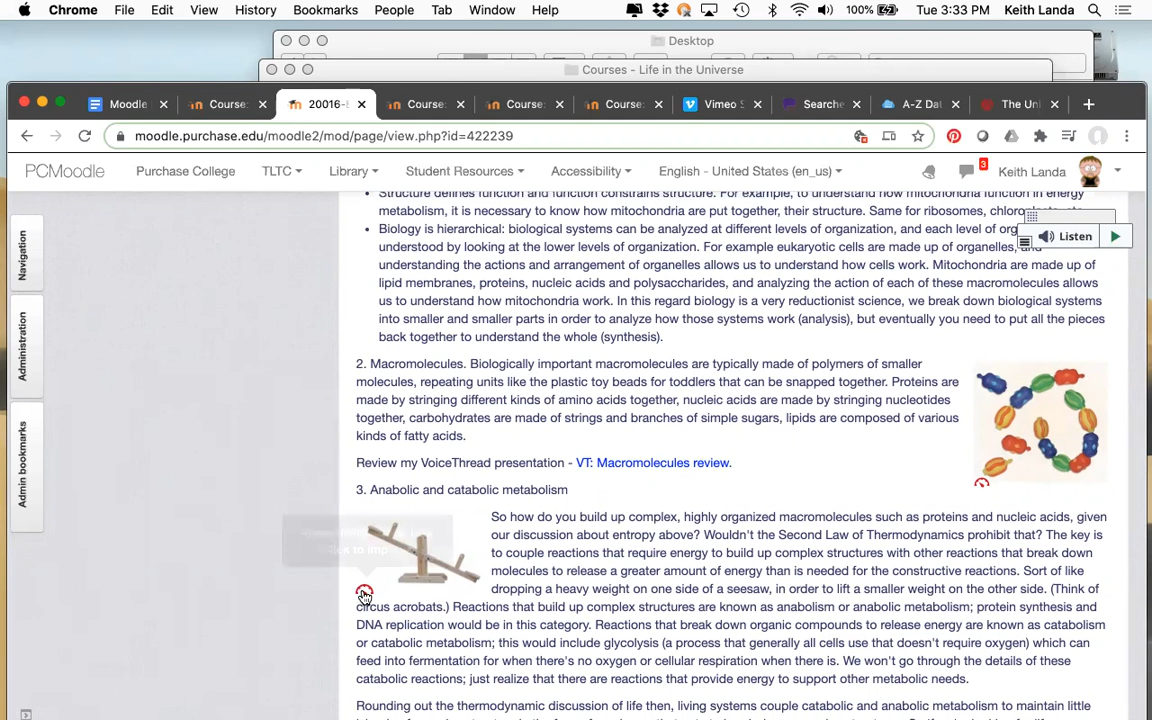 Chrome File Edit View History Bookmarks People Tab Window Help 100% Tue 3:33 PM Keith Landa
Desktop
Courses - Life in the Universe
Moodle Course: 20016- Course: Course: Course: Vimeo S Searche A-Z Dat The Uni
moodle.purchase.edu/moodle2/mod/page/view.php?id=422239
PCMoodle Purchase College TLTC Library Student Resources Accessibility English - United States (en_us) 3 Keith Landa
Navigation
Administration
Admin bookmarks
Listen
Structure defines function and function constrains structure. For example, to understand how mitochondria function in energy
metabolism, it is necessary to know how mitochondria are put together, their structure. Same for ribosomes,
Biology is hierarchical: biological systems can be analyzed at different levels of organization, and each level of
understood by looking at the lower levels of organization. For example eukaryotic cells are made up of organelles, and
understanding the actions and arrangement of organelles allows us to understand how cells work. Mitochondria are made up of
lipid membranes, proteins, nucleic acids and polysaccharides, and analyzing the action of each of these macromolecules allows
us to understand how mitochondria work. In this regard biology is a very reductionist science, we break down biological systems
into smaller and smaller parts in order to analyze how those systems work (analysis), but eventually you need to put all the pieces
back together to understand the whole (synthesis).
2. Macromolecules. Biologically important macromolecules are typically made of polymers of smaller
molecules, repeating units like the plastic toy beads for toddlers that can be snapped together. Proteins are
made by stringing different kinds of amino acids together, nucleic acids are made by stringing nucleotides
together, carbohydrates are made of strings and branches of simple sugars, lipids are composed of various
kinds of fatty acids.
Review my VoiceThread presentation - VT: Macromolecules review.
3. Anabolic and catabolic metabolism
So how do you build up complex, highly organized macromolecules such as proteins and nucleic acids, given
our discussion about entropy above? Wouldn't the Second Law of Thermodynamics prohibit that? The key is
to couple reactions that require energy to build up complex structures with other reactions that break down
molecules to release a greater amount of energy than is needed for the constructive reactions. Sort of like
dropping a heavy weight on one side of a seesaw, in order to lift a smaller weight on the other side. (Think of
circus acrobats.) Reactions that build up complex structures are known as anabolism or anabolic metabolism; protein synthesis and
DNA replication would be in this category. Reactions that break down organic compounds to release energy are known as catabolism
or catabolic metabolism; this would include glycolysis (a process that generally all cells use that doesn't require oxygen) which can
feed into fermentation for when there's no oxygen or cellular respiration when there is. We won't go through the details of these
catabolic reactions; just realize that there are reactions that provide energy to support other metabolic needs.
Rounding out the thermodynamic discussion of life then, living systems couple catabolic and anabolic metabolism to maintain little